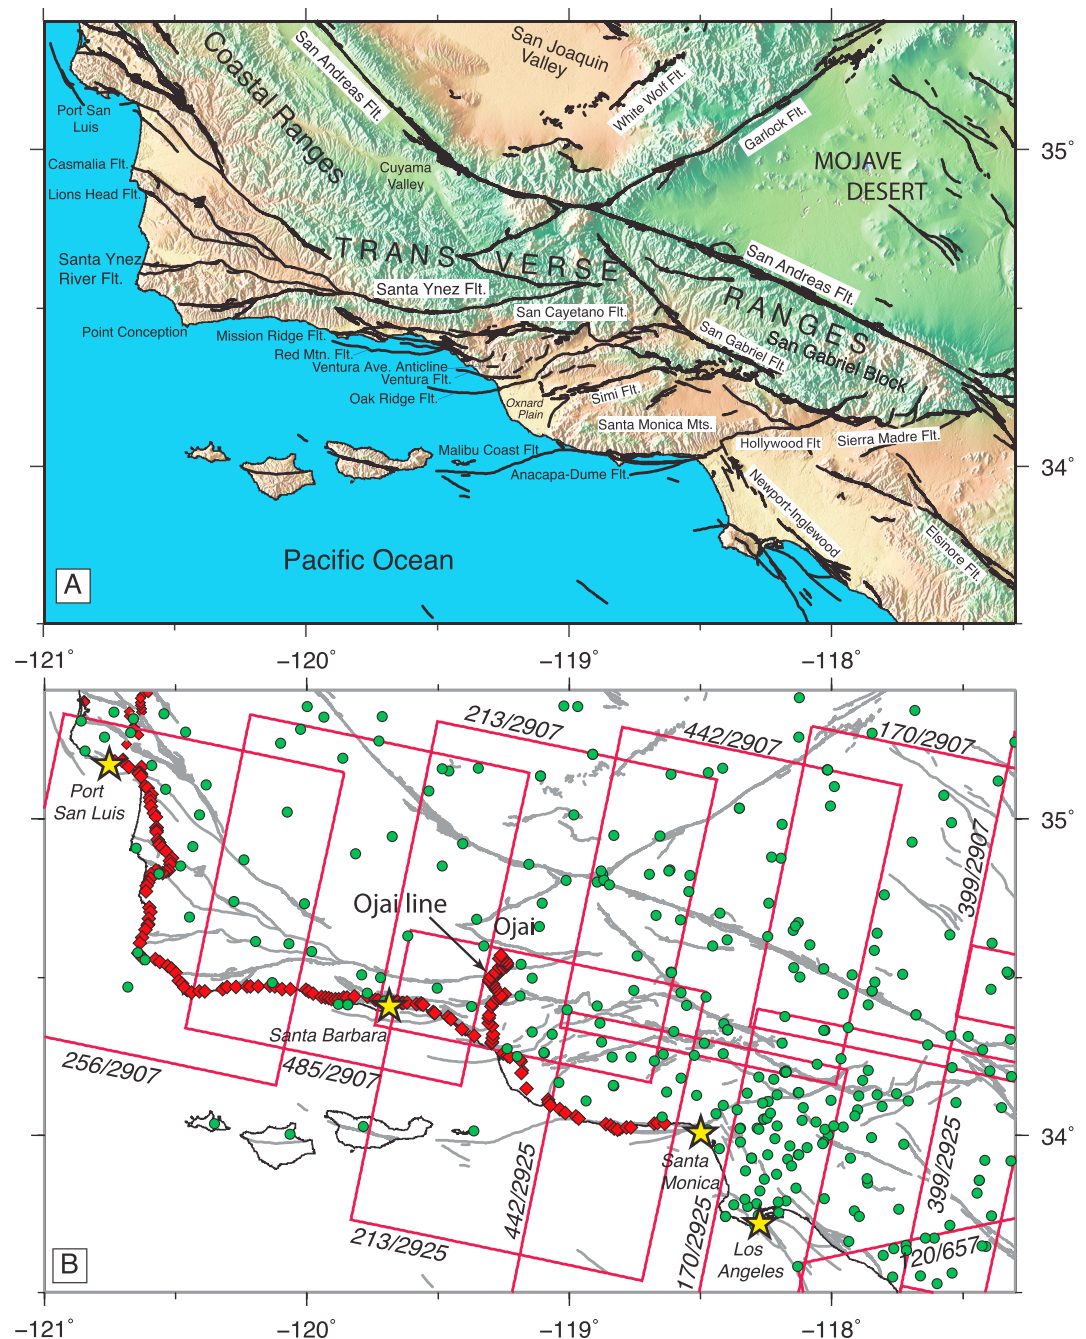 San Joaquin
Valley
San Andreas Flt.
Coastal Ranges
White Wolf Flt.
Garlock Flt.
Port San
Luis
35°
Casmalia Flt.
Cuyama
Valley
MOJAVE
DESERT
Lions Head Flt.
TRANSVERSE
RANGES
Santa Ynez
River Flt.
San Andreas Flt.
Santa Ynez Flt.
San Cayetano Flt.
Point Conception
Mission Ridge Flt.
San Gabriel Flt.
San Gabriel Block
Red Mtn. Flt.
Ventura Ave. Anticline
Ventura Flt.
Oak Ridge Flt.
Oxnard
Plain
Simi Flt.
Santa Monica Mts.
Hollywood Flt
Sierra Madre Flt.
Malibu Coast Flt
Anacapa-Dume Flt.
34°
Newport-Inglewood
Elsinore Flt.
Pacific Ocean
A
−121°
−120°
−119°
−118°
213/2907
442/2907
170/2907
Port
San Luis
35°
399/2907
Ojai line
Ojai
Santa Barbara
256/2907
485/2907
34°
Santa
Monica
442/2925
399/2925
213/2925
170/2925
120/657
Los
Angeles
B
−121°
−120°
−119°
−118°